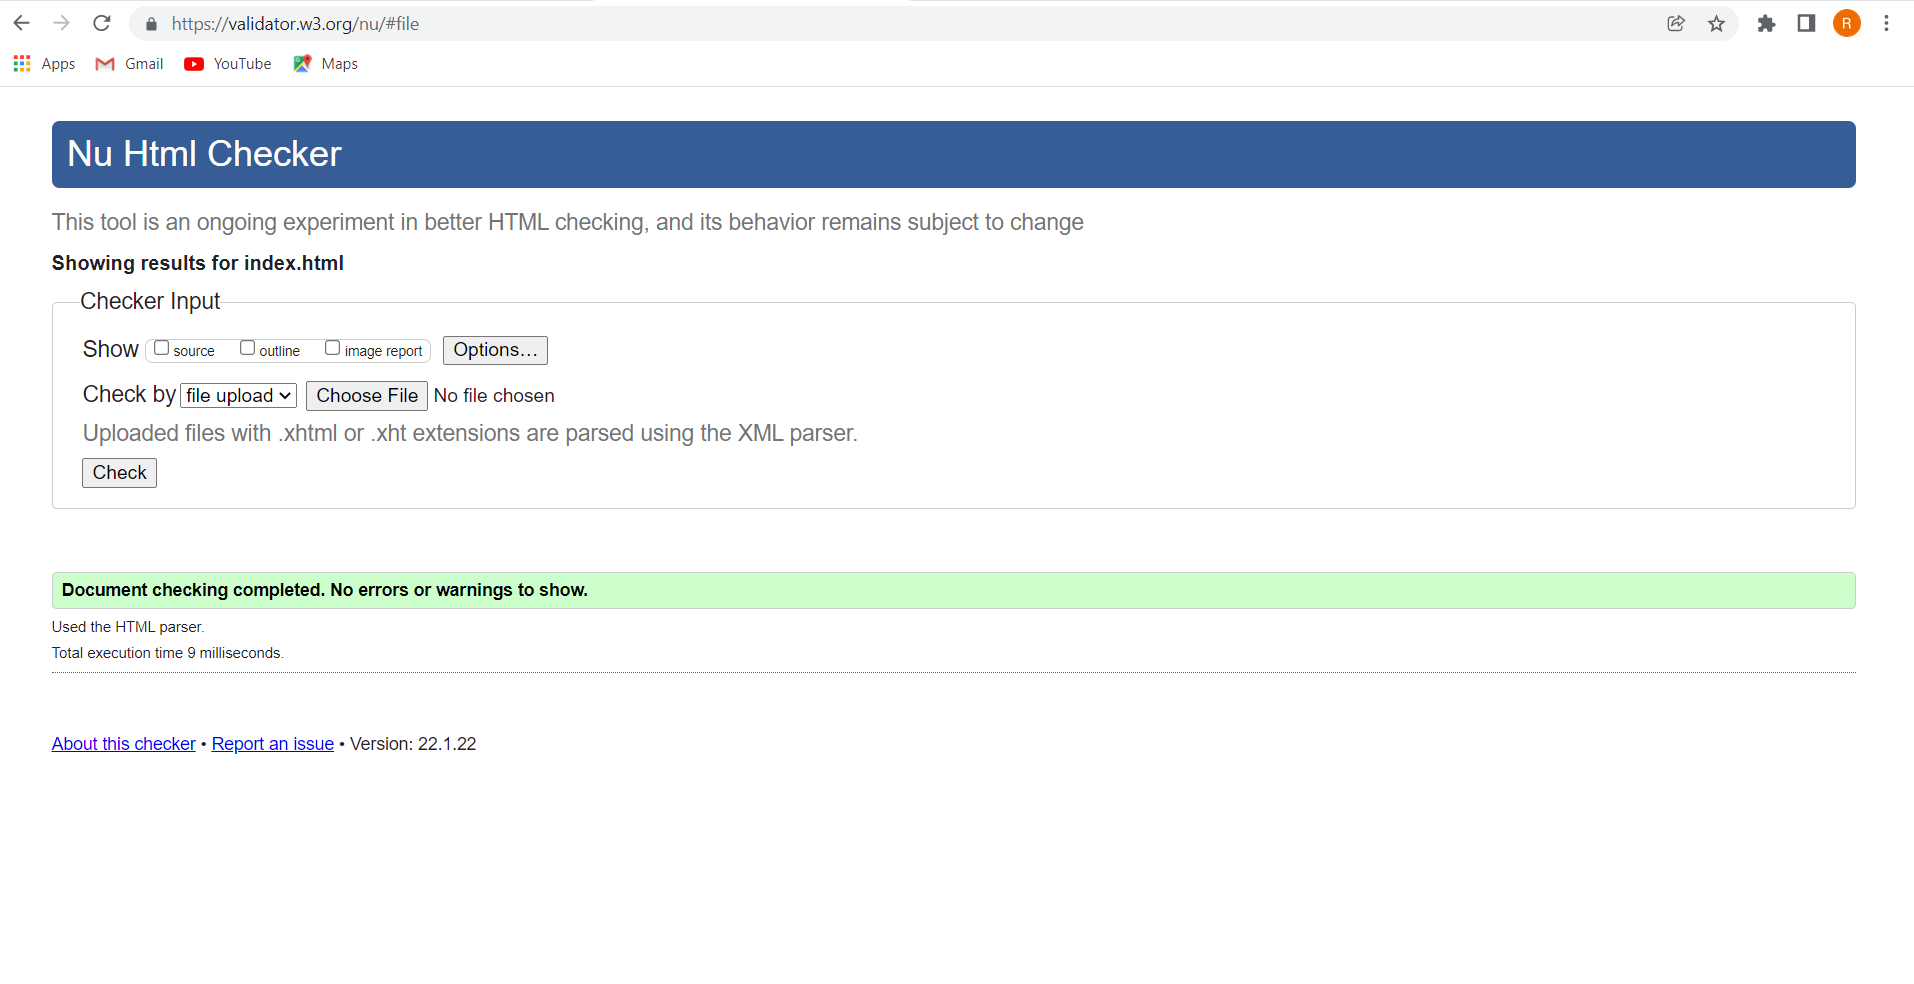 https://validator.w3.org/nu/#file
R
Apps Gmail YouTube Maps
Nu Html Checker
This tool is an ongoing experiment in better HTML checking, and its behavior remains subject to change
Showing results for index.html
Checker Input
Show source outline image report Options...
Check by file upload Choose File No file chosen
Uploaded files with .xhtml or .xht extensions are parsed using the XML parser.
Check
Document checking completed. No errors or warnings to show.
Used the HTML parser.
Total execution time 9 milliseconds.
About this checker • Report an issue • Version: 22.1.22